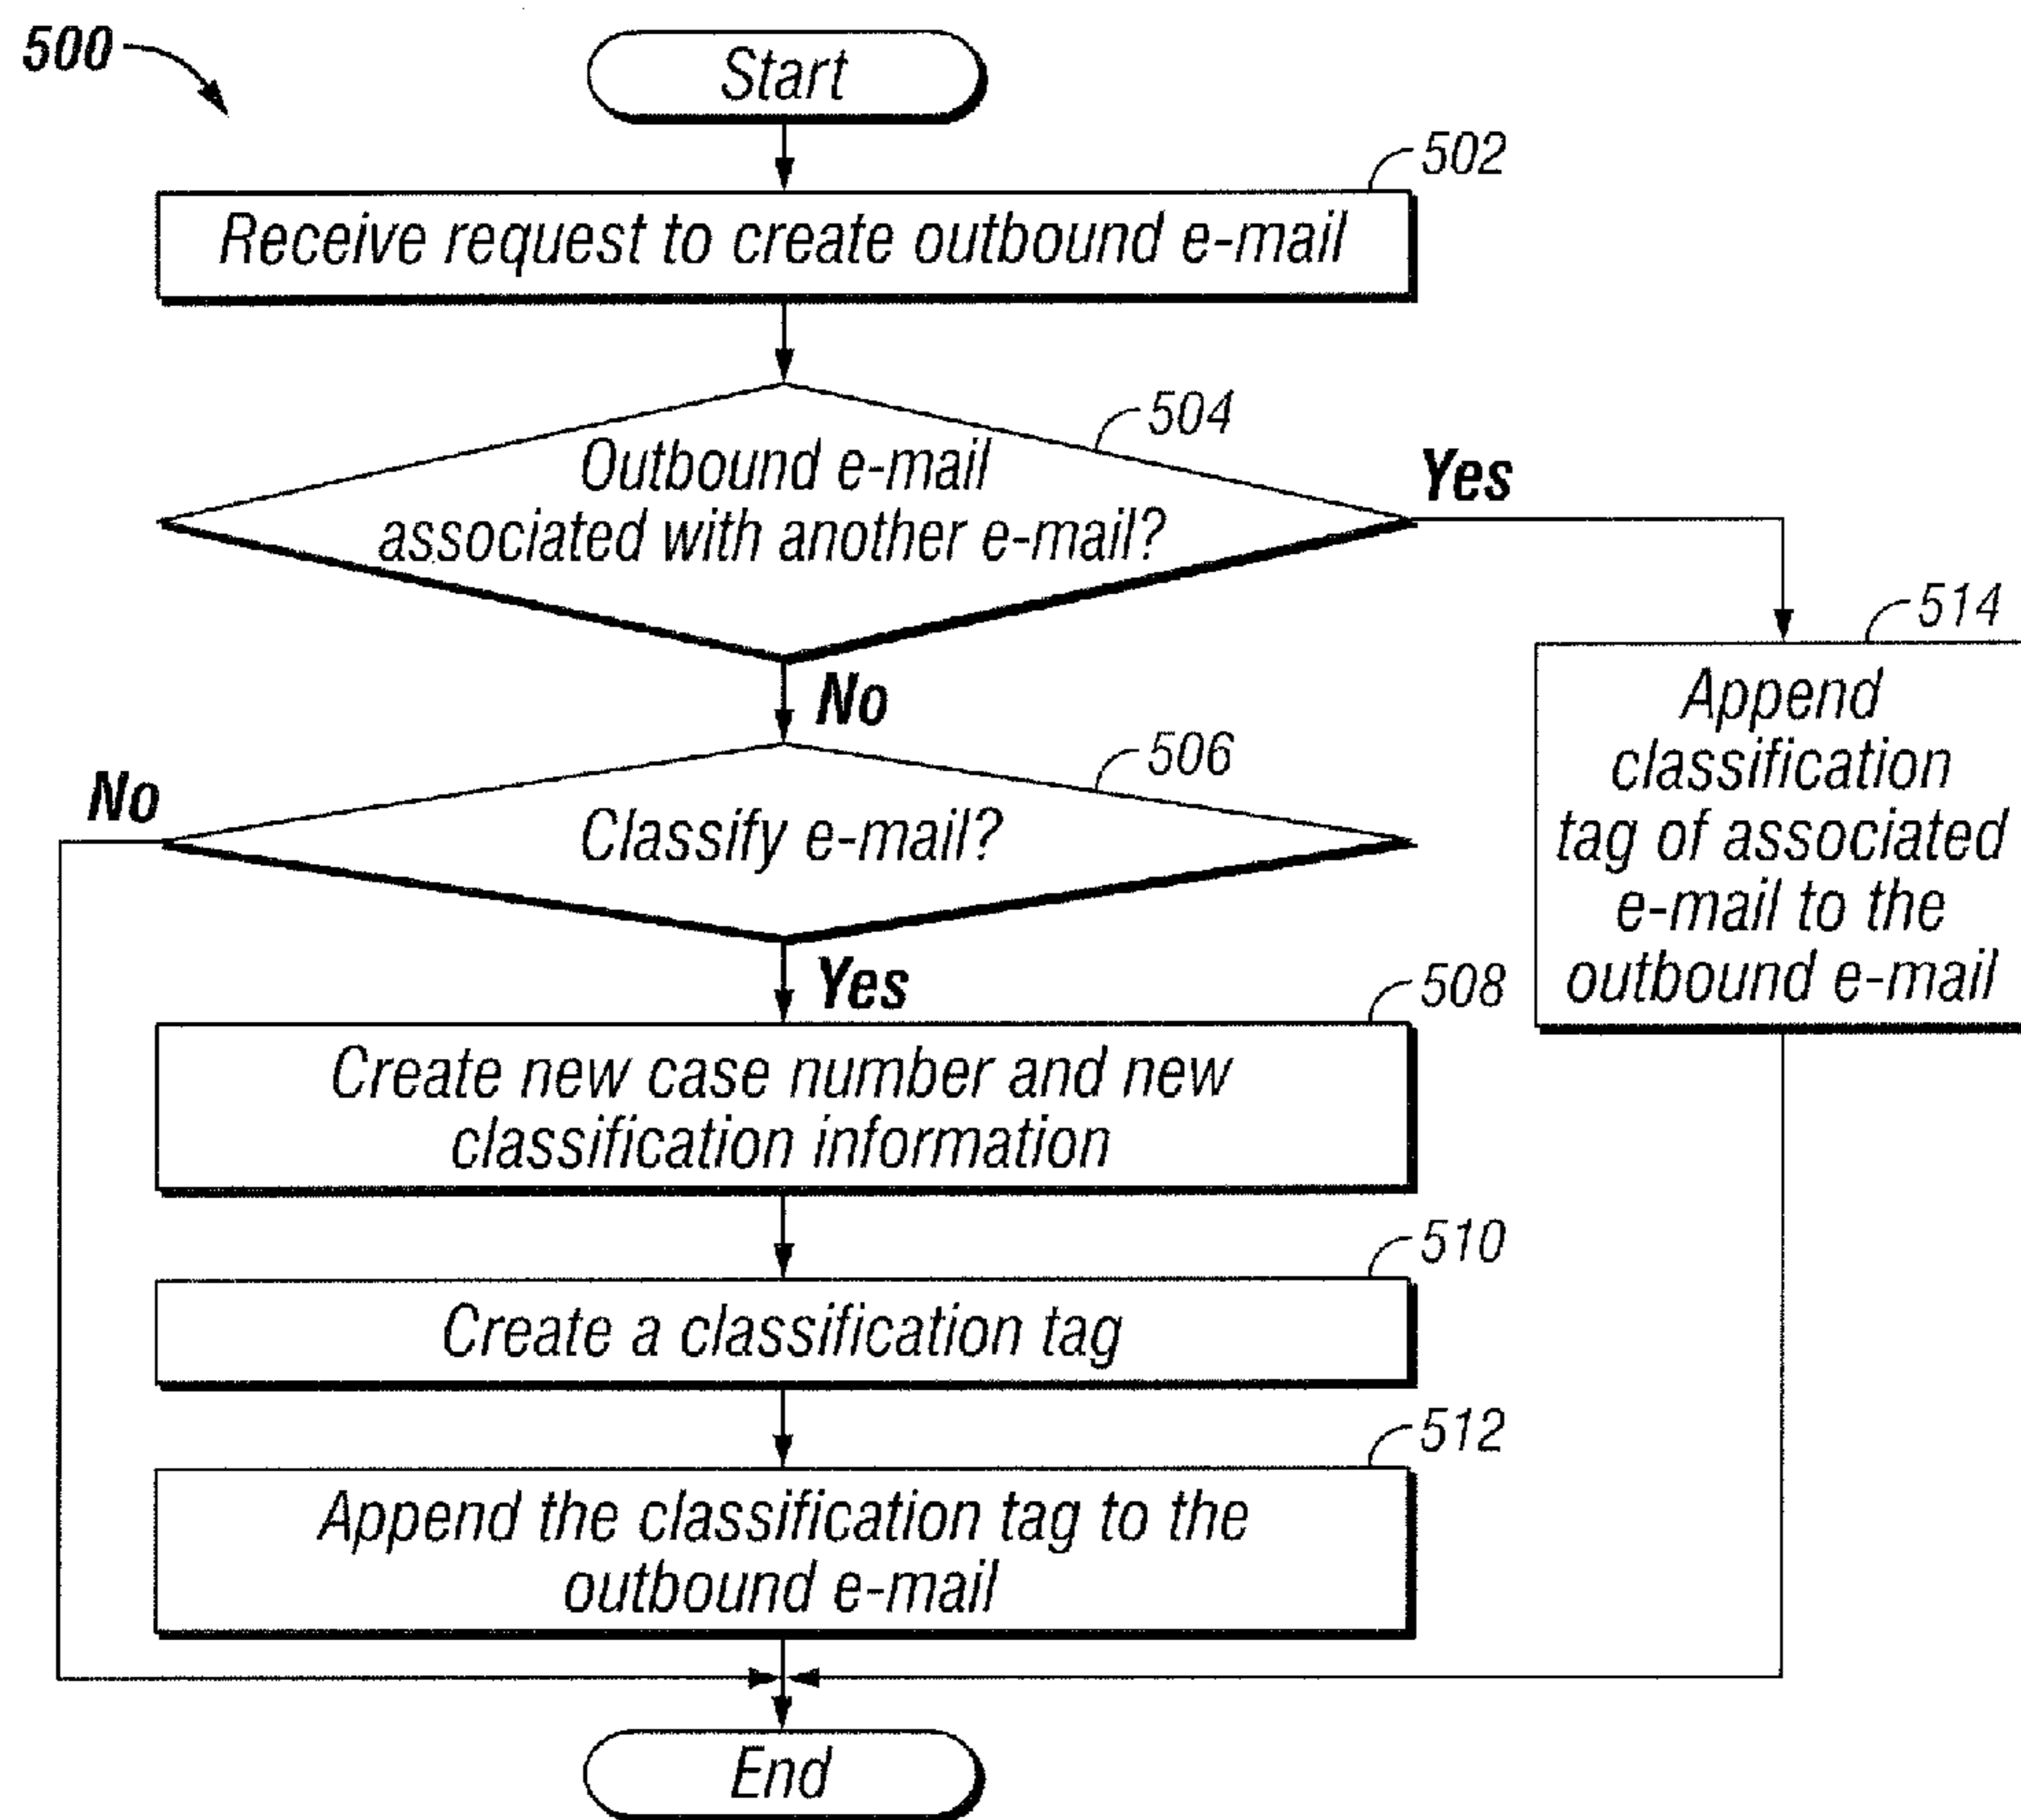 500
Start
502
Receive request to create outbound e-mail
504
Outbound e-mail
associated with another e-mail?
Yes
No
514
Append
classification
tag of associated
e-mail to the
outbound e-mail
506
Classify e-mail?
No
Yes
508
Create new case number and new
classification information
510
Create a classification tag
512
Append the classification tag to the
outbound e-mail
End